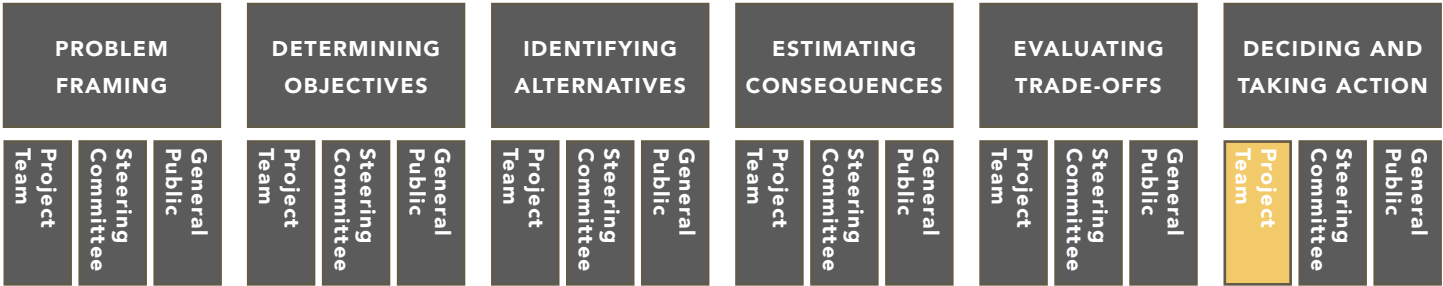 PROBLEM
FRAMING
DETERMINING
OBJECTIVES
IDENTIFYING
ALTERNATIVES
ESTIMATING
CONSEQUENCES
EVALUATING
TRADE-OFFS
DECIDING AND
TAKING ACTION
Project
Team
Steering
Committee
General
Public
Project
Team
Steering
Committee
General
Public
Project
Team
Steering
Committee
General
Public
Project
Team
Steering
Committee
General
Public
Project
Team
Steering
Committee
General
Public
Project
Team
Steering
Committee
General
Public